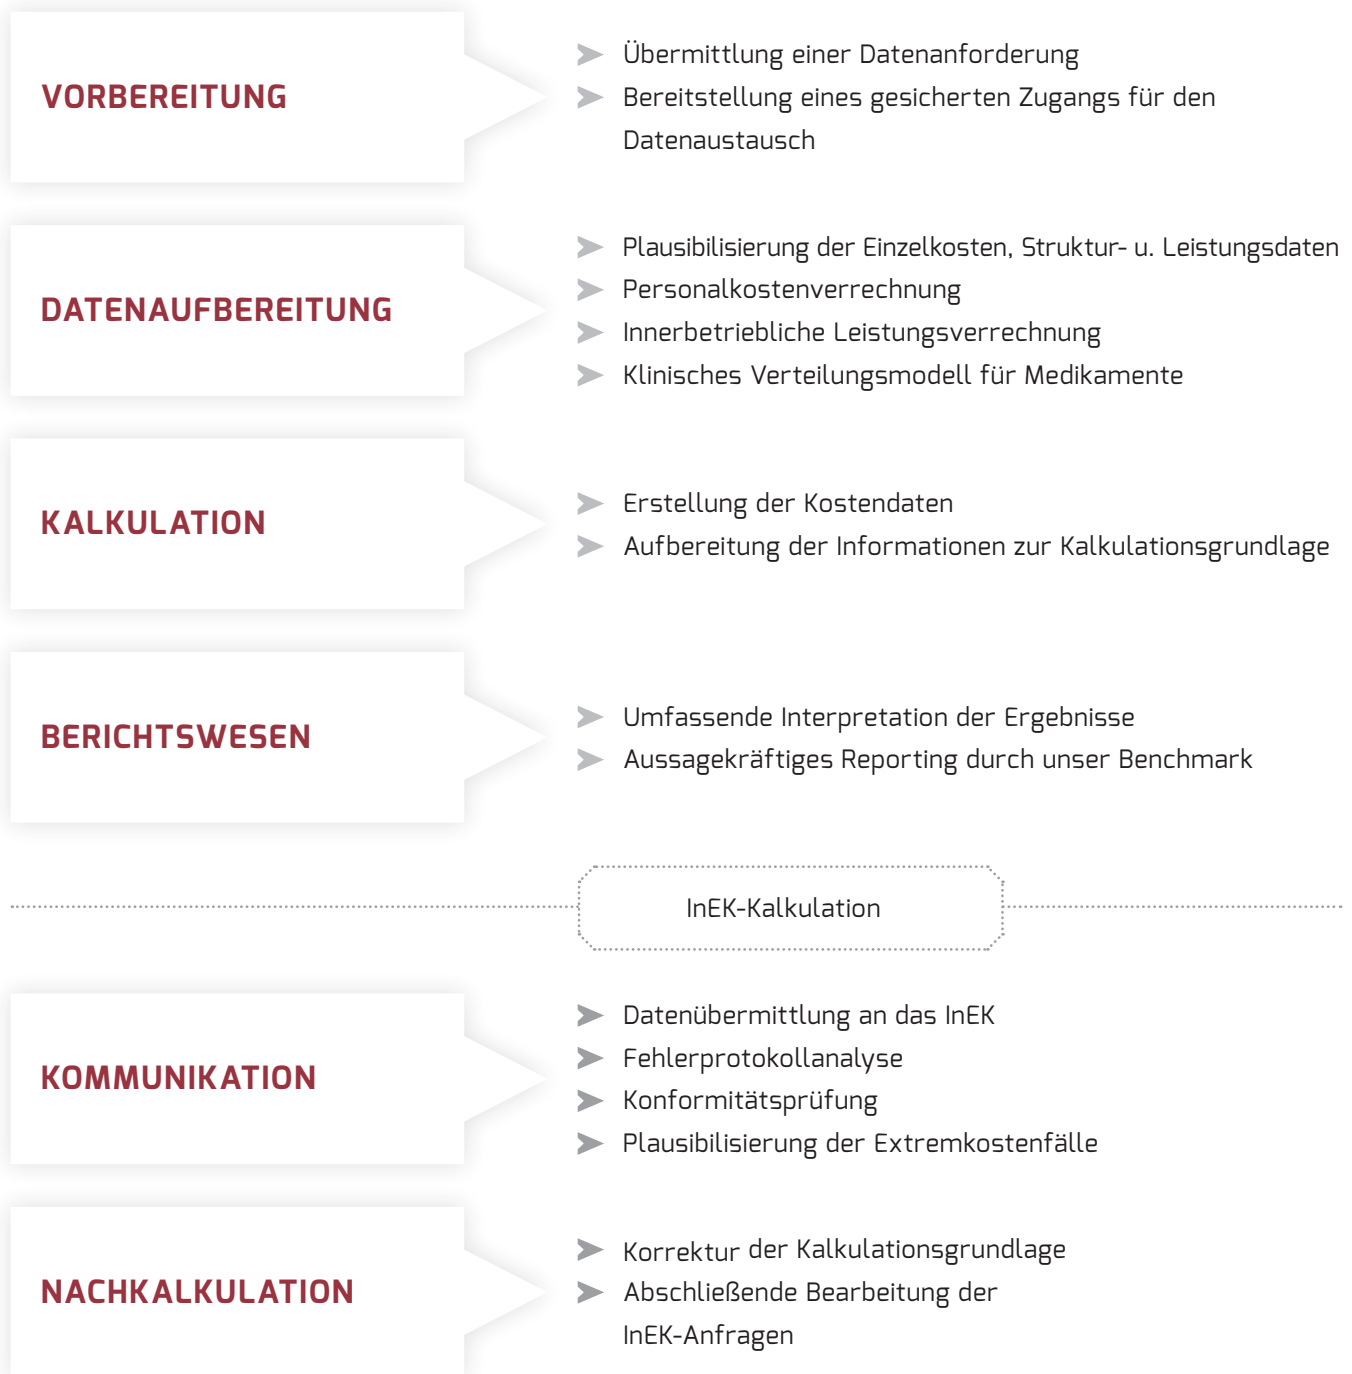 VORBEREITUNG
Übermittlung einer Datenanforderung
Bereitstellung eines gesicherten Zugangs für den
Datenaustausch
DATENAUFBEREITUNG
Plausibilisierung der Einzelkosten, Struktur- u. Leistungsdaten
Personalkostenverrechnung
Innerbetriebliche Leistungsverrechnung
Klinisches Verteilungsmodell für Medikamente
KALKULATION
Erstellung der Kostendaten
Aufbereitung der Informationen zur Kalkulationsgrundlage
BERICHTSWESEN
Umfassende Interpretation der Ergebnisse
Aussagekräftiges Reporting durch unser Benchmark
InEK-Kalkulation
KOMMUNIKATION
Datenübermittlung an das InEK
Fehlerprotokollanalyse
Konformitätsprüfung
Plausibilisierung der Extremkostenfälle
NACHKALKULATION
Korrektur der Kalkulationsgrundlage
Abschließende Bearbeitung der
InEK-Anfragen